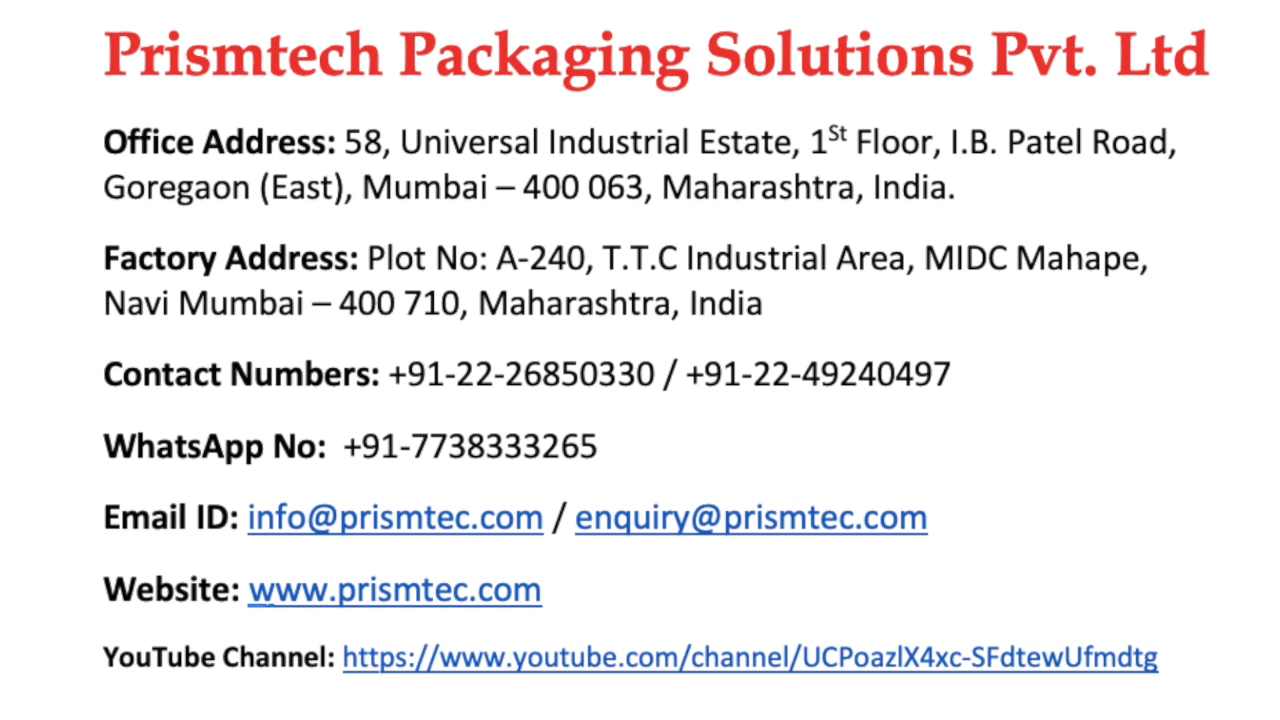 Prismtech Packaging Solutions Pvt. Ltd
Office Address: 58, Universal Industrial Estate, 1St Floor, I.B. Patel Road,
Goregaon (East), Mumbai – 400 063, Maharashtra, India.
Factory Address: Plot No: A-240, T.T.C Industrial Area, MIDC Mahape,
Navi Mumbai – 400 710, Maharashtra, India
Contact Numbers: +91-22-26850330 / +91-22-49240497
WhatsApp No: +91-7738333265
Email ID: info@prismtec.com / enquiry@prismtec.com
Website: www.prismtec.com
YouTube Channel: https://www.youtube.com/channel/UCPoazlX4xc-SFdtewUfmdtg